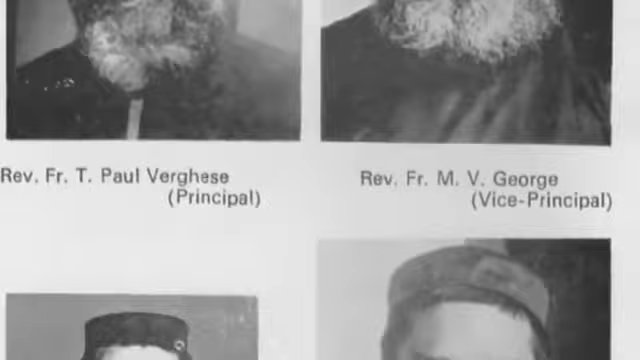 Rev. Fr. T. Paul Verghese
(Principal)
Rev. Fr. M. V. George
(Vice-Principal)